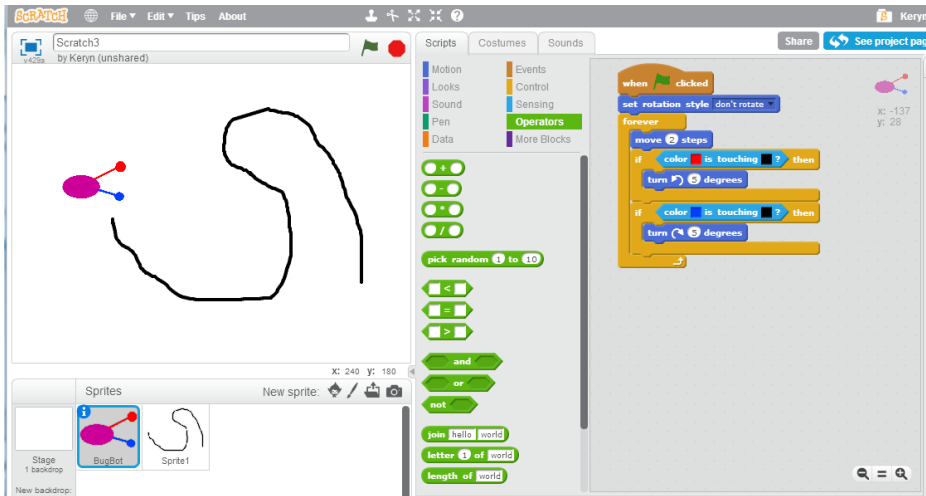 SCRATCH File Edit Tips About Keryn
Scratch3
by Keryn (unshared)
v429a
Scripts Costumes Sounds Share See project pag
Motion Events
Looks Control
Sound Sensing
Pen Operators
Data More Blocks
+
-
*
/
pick random 1 to 10
<
=
>
and
or
not
join hello world
letter 1 of world
length of world
when clicked
set rotation style don't rotate
forever
move 2 steps
if color is touching ? then
turn 5 degrees
if color is touching ? then
turn 5 degrees
x: -137
y: 28
x: 240 y: 180
Sprites New sprite:
Stage
1 backdrop
New backdrop:
BugBot
Sprite1